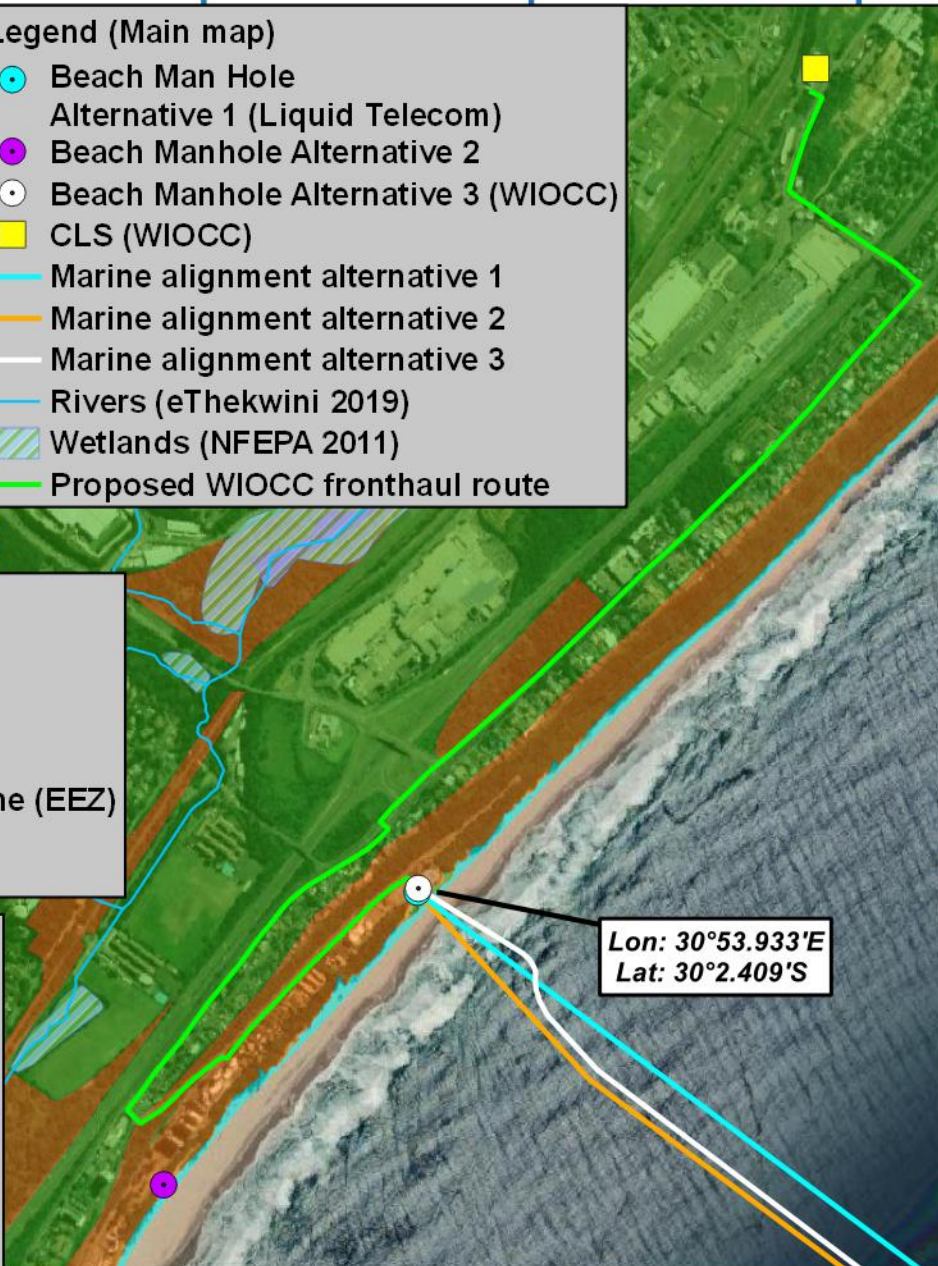 Legend (Main map)
Beach Man Hole
Alternative 1 (Liquid Telecom)
Beach Manhole Alternative 2
Beach Manhole Alternative 3 (WIOCC)
CLS (WIOCC)
Marine alignment alternative 1
Marine alignment alternative 2
Marine alignment alternative 3
Rivers (eThekwini 2019)
Wetlands (NFEPA 2011)
Proposed WIOCC fronthaul route
ne (EEZ)
Lon: 30°53.933'E
Lat: 30°2.409'S